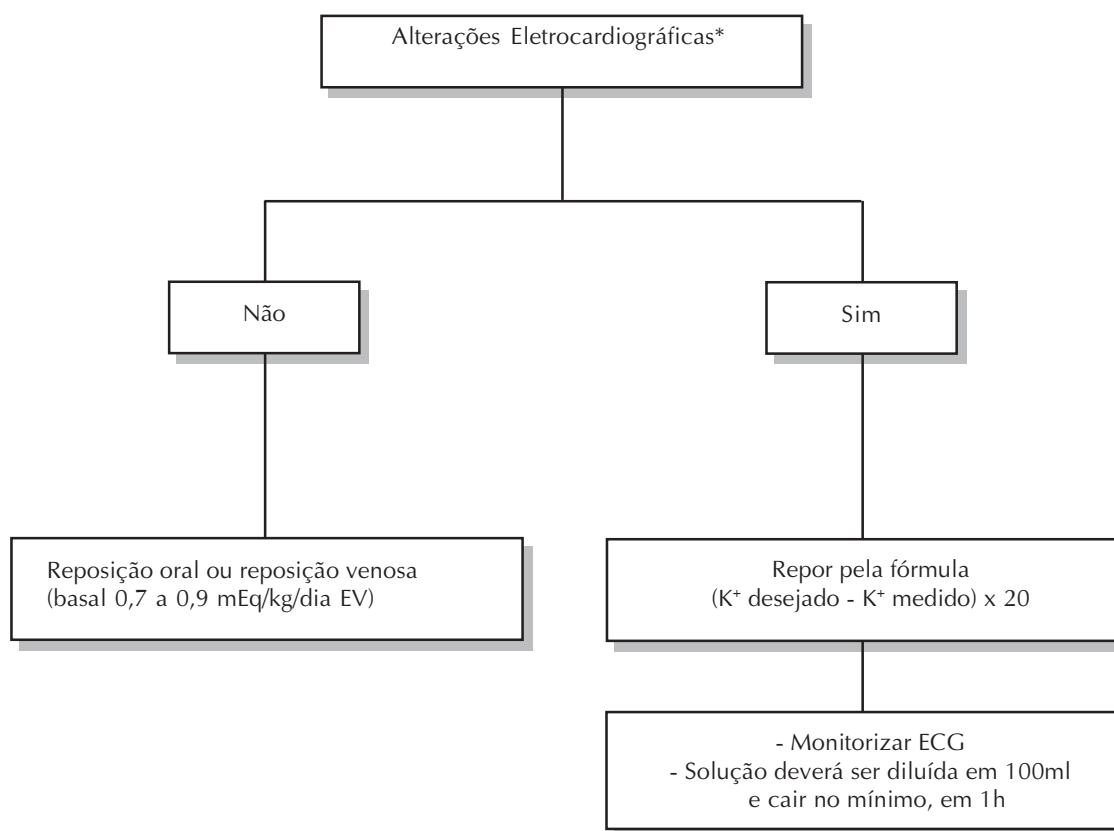 Alterações Eletrocardiográficas*
Não
Sim
Reposição oral ou reposição venosa
(basal 0,7 a 0,9 mEq/kg/dia EV)
Repor pela fórmula
(K⁺ desejado - K⁺ medido) x 20
- Monitorizar ECG
- Solução deverá ser diluída em 100ml
e cair no mínimo, em 1h